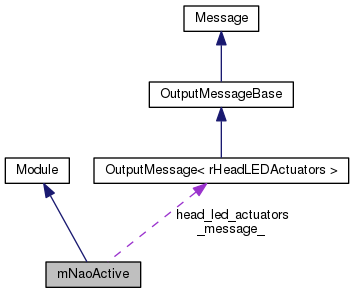 Message
OutputMessageBase
Module
OutputMessage< rHeadLEDActuators >
head_led_actuators
_message_
mNaoActive